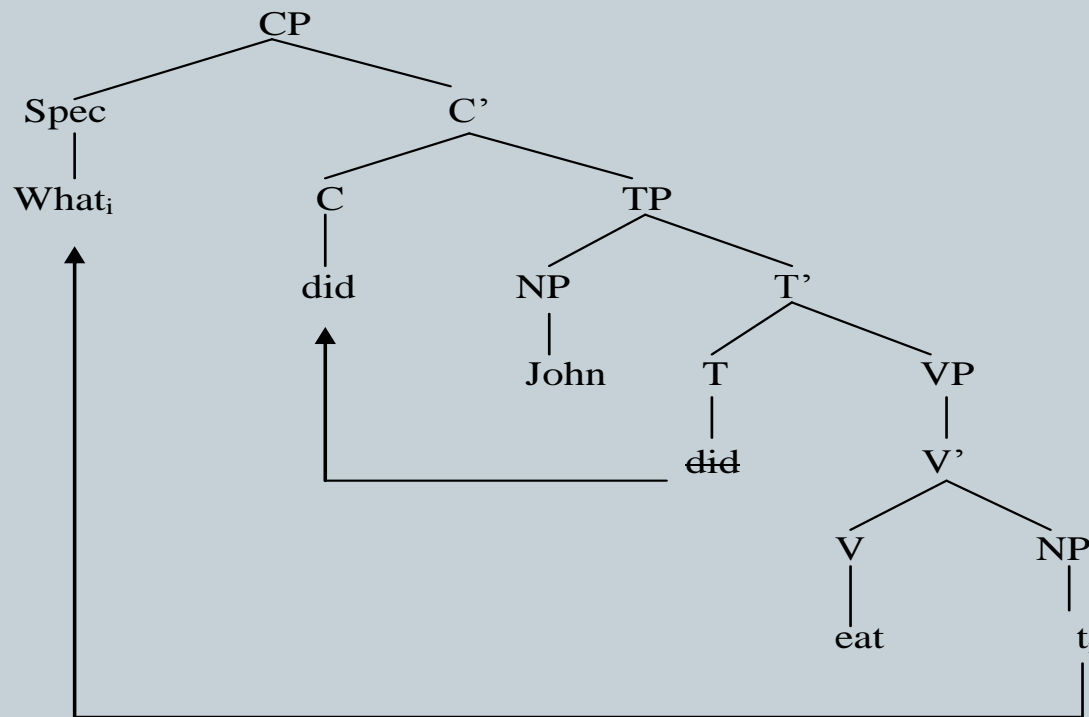 CP
Spec C’
Whatᵢ C TP
did NP T’
John T VP
did V’
V NP
eat t